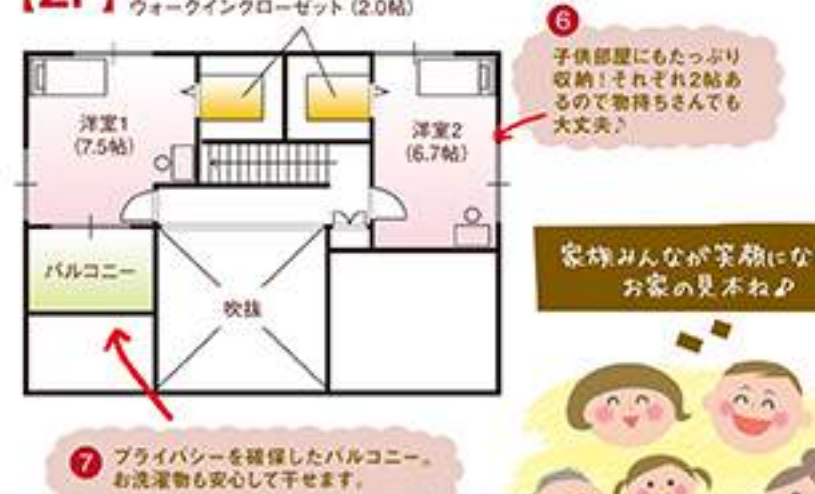 【2F】
ウォークインクローゼット（2.0帖）
6
子供部屋にもたっぷり
収納！それぞれ2帖あ
るので物持ちさんでも
大丈夫♪
洋室1
(7.5帖)
洋室2
(6.7帖)
バルコニー
吹抜
家族みんなが笑顔にな
お家の見本ね♪
7
プライバシーを確保したバルコニー。
お洗濯物も安心して干せます。